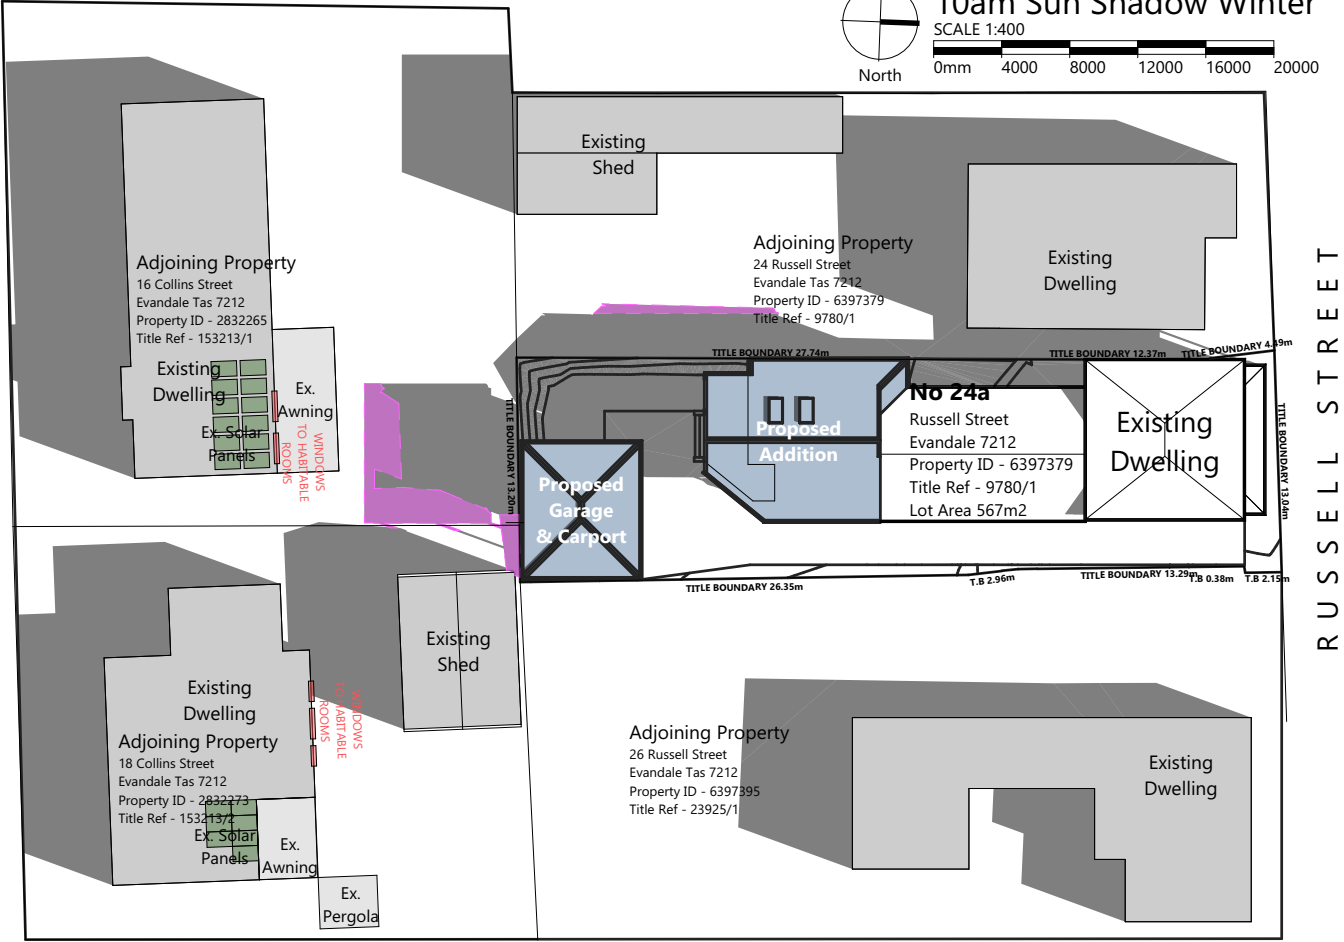 10am Sun Shadow Winter
SCALE 1:400
0mm 4000 8000 12000 16000 20000
North
Existing
Shed
Adjoining Property
24 Russell Street
Evandale Tas 7212
Property ID - 6397379
Title Ref - 9780/1
Existing
Dwelling
Adjoining Property
16 Collins Street
Evandale Tas 7212
Property ID - 2832265
Title Ref - 153213/1
Existing
Dwelling
Ex.
Awning
Ex. Solar
Panels
WINDOWS
TO HABITABLE
ROOMS
TITLE BOUNDARY 27.74m
TITLE BOUNDARY 12.37m
TITLE BOUNDARY 4.49m
TITLE BOUNDARY 13.20m
TITLE BOUNDARY 13.04m
No 24a
Russell Street
Evandale 7212
Property ID - 6397379
Title Ref - 9780/1
Lot Area 567m2
Proposed
Addition
Existing
Dwelling
Proposed
Garage
& Carport
TITLE BOUNDARY 26.35m
T.B 2.96m
TITLE BOUNDARY 13.29m
T.B 0.38m
T.B 2.15m
RUSSELL STREET
Existing
Shed
Existing
Dwelling
WINDOWS
TO HABITABLE
ROOMS
Adjoining Property
18 Collins Street
Evandale Tas 7212
Property ID - 2832273
Title Ref - 153213/2
Ex. Solar
Panels
Ex.
Awning
Ex.
Pergola
Adjoining Property
26 Russell Street
Evandale Tas 7212
Property ID - 6397395
Title Ref - 23925/1
Existing
Dwelling